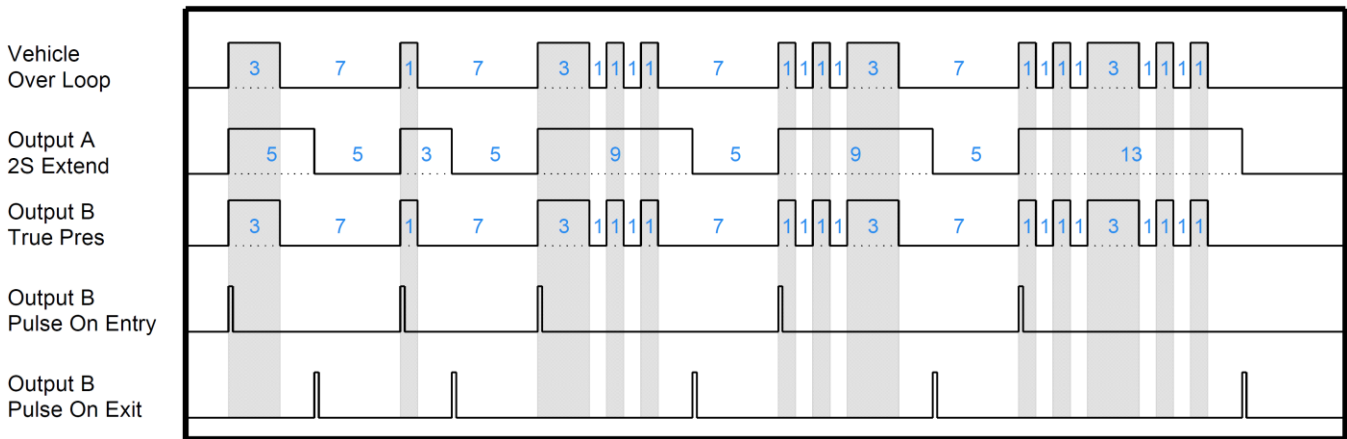 Vehicle
Over Loop
3 7 1 7 3 1 1 1 1 7 1 1 1 1 3 7 1 1 1 1 3 1 1 1 1
Output A
2S Extend
5 5 3 5 9 5 9 5 13
Output B
True Pres
3 7 1 7 3 1 1 1 1 7 1 1 1 1 3 7 1 1 1 1 3 1 1 1 1
Output B
Pulse On Entry
Output B
Pulse On Exit